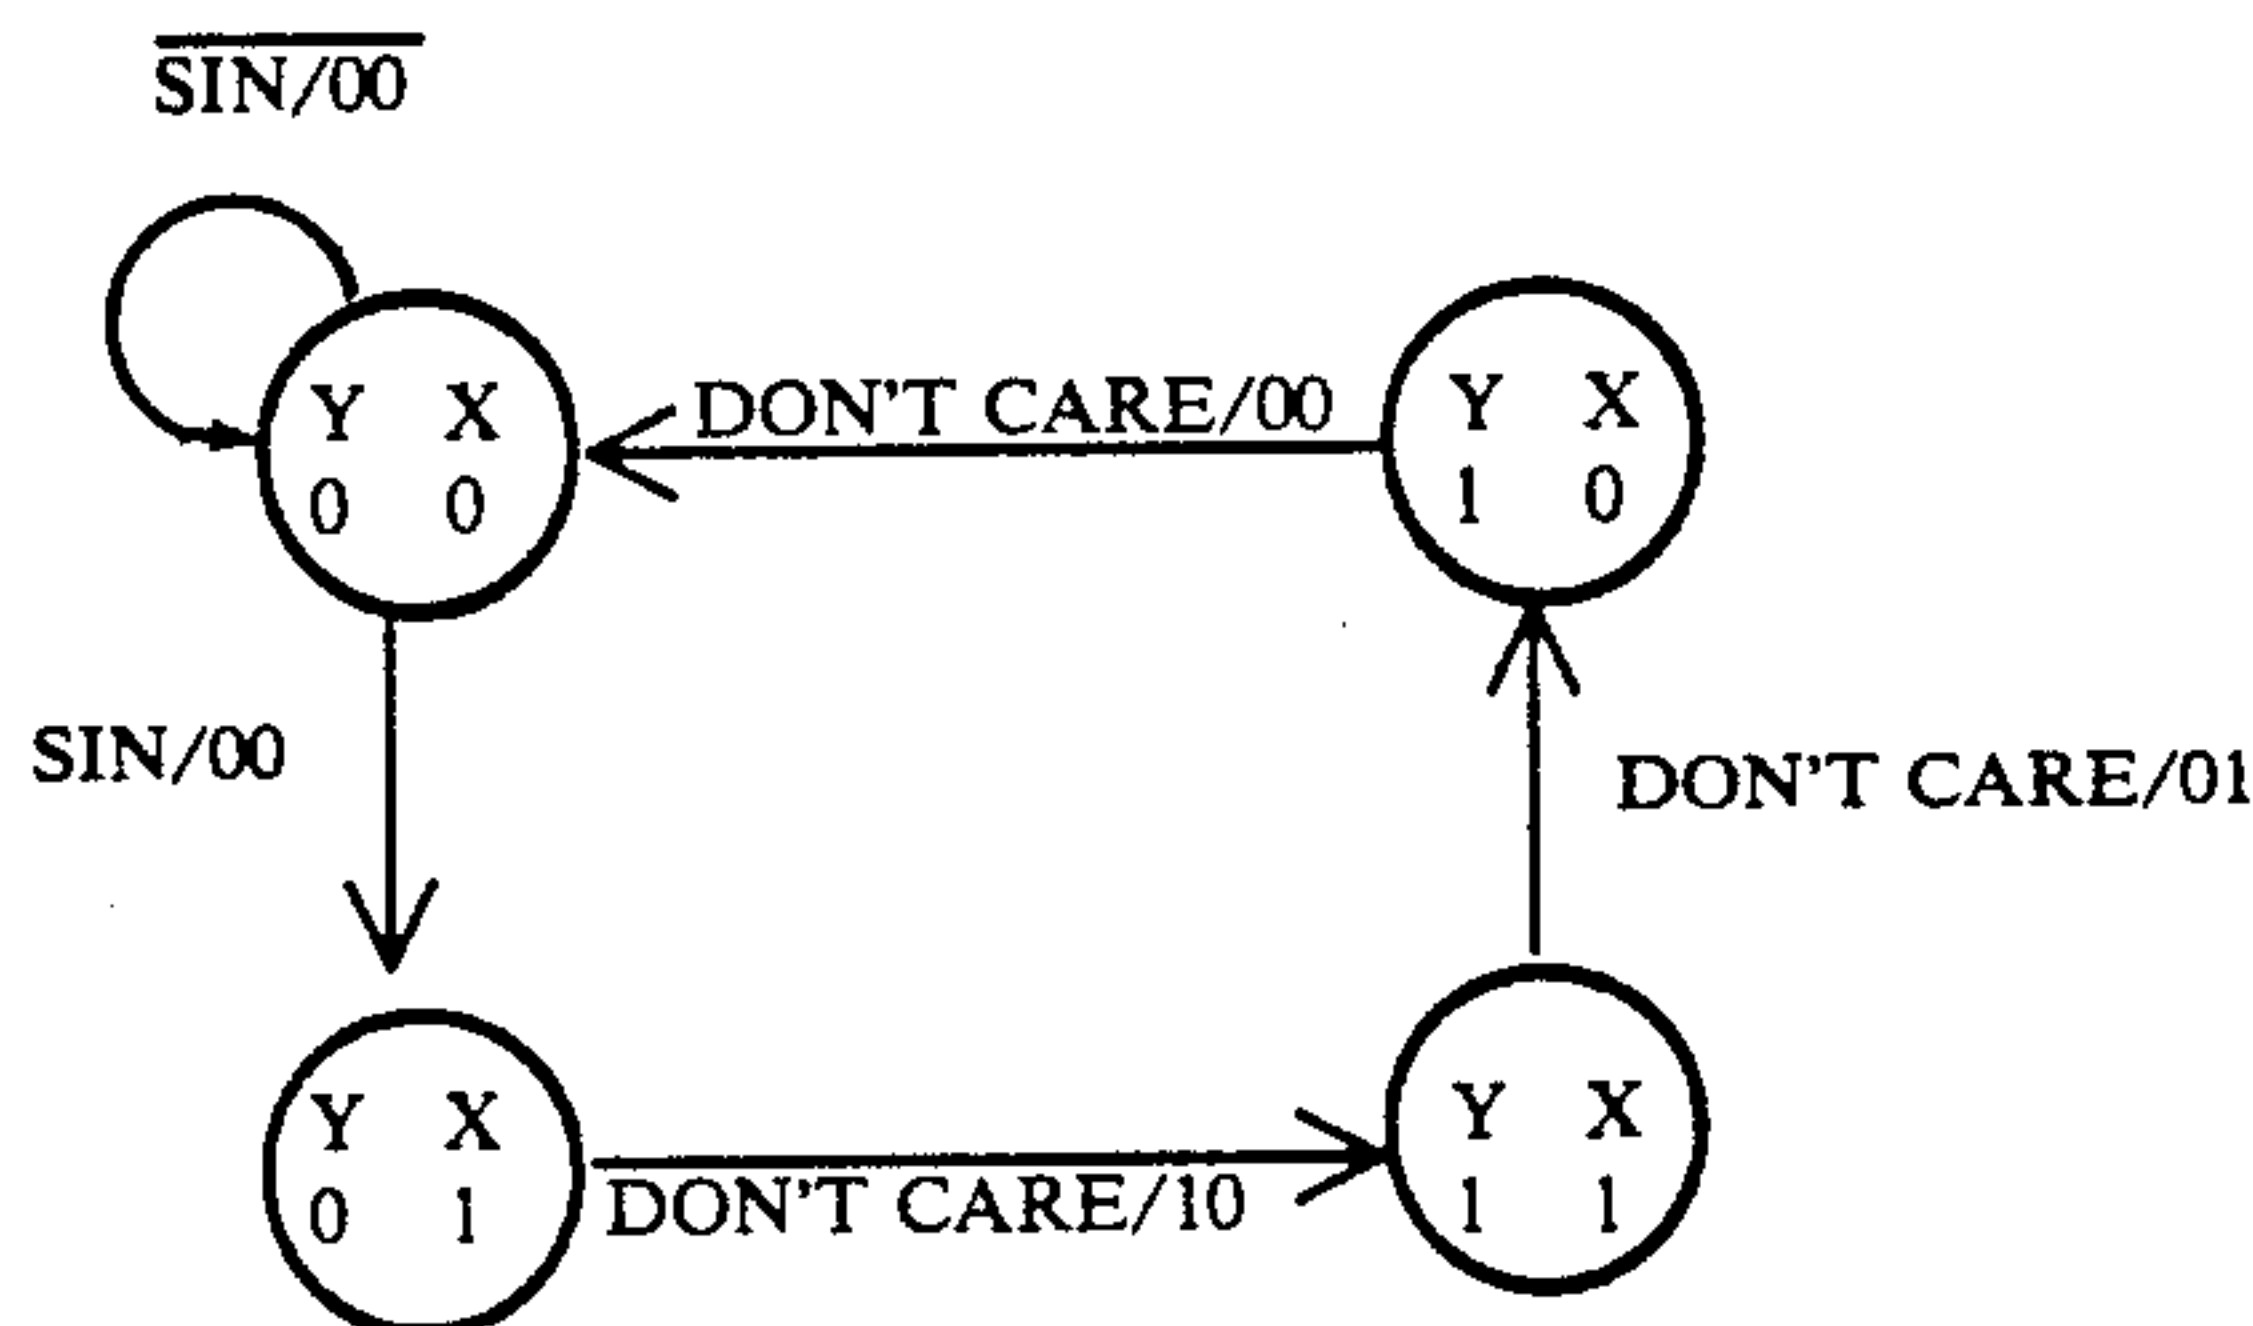 SIN/00
Y X
0 0
DON'T CARE/00
Y X
1 0
SIN/00
DON'T CARE/01
Y X
0 1
DON'T CARE/10
Y X
1 1